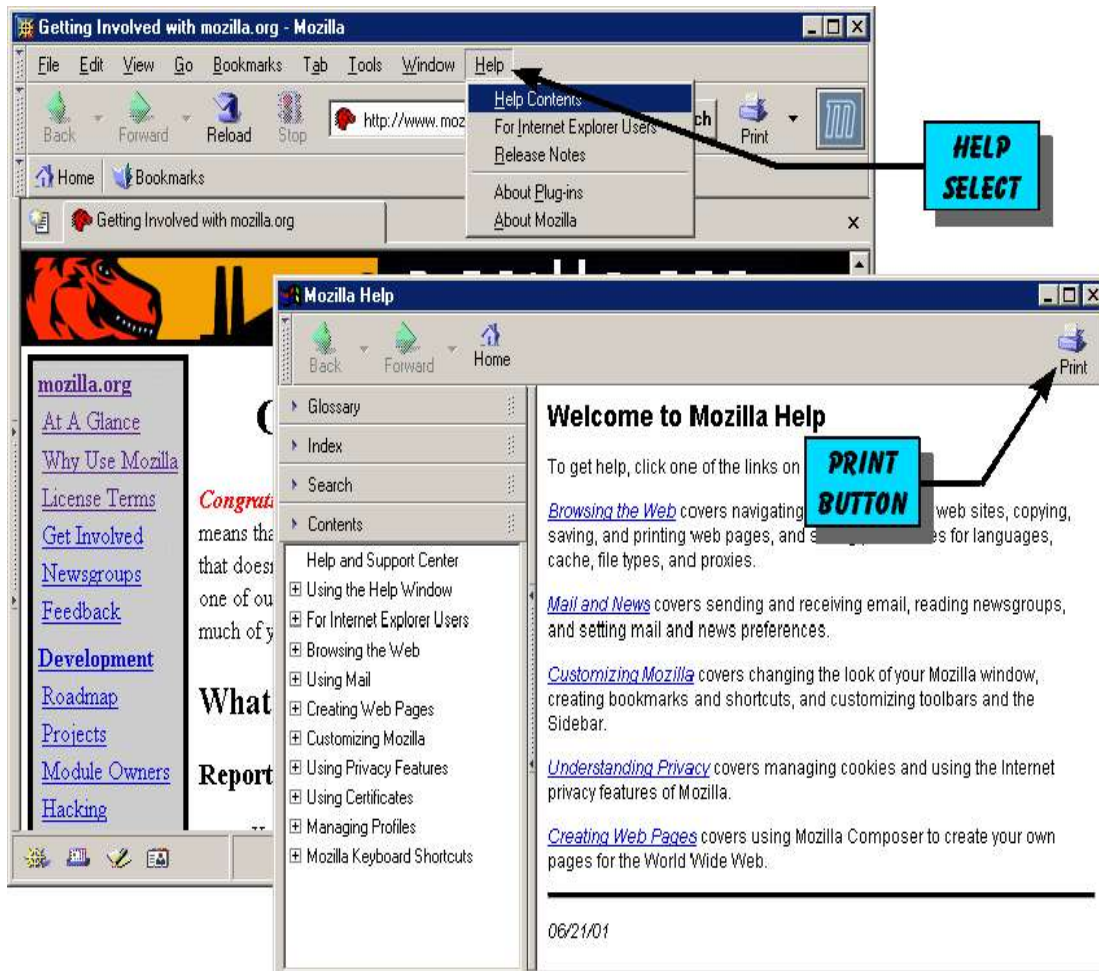 Getting Involved with mozilla.org - Mozilla
File Edit View Go Bookmarks Tab Tools Window Help
Back Forward Reload Stop http://www.moz ch Print
Help Contents
For Internet Explorer Users
Release Notes
About Plug-ins
About Mozilla
HELP
SELECT
Home Bookmarks
Getting Involved with mozilla.org
mozilla.org
At A Glance
Why Use Mozilla
License Terms
Get Involved
Newsgroups
Feedback
Development
Roadmap
Projects
Module Owners
Hacking
Congrat
means tha
that does
one of ou
much of y
What
Report
Mozilla Help
Back Forward Home Print
Glossary
Index
Search
Contents
Help and Support Center
Using the Help Window
For Internet Explorer Users
Browsing the Web
Using Mail
Creating Web Pages
Customizing Mozilla
Using Privacy Features
Using Certificates
Managing Profiles
Mozilla Keyboard Shortcuts
Welcome to Mozilla Help
To get help, click one of the links on
PRINT
BUTTON
Browsing the Web covers navigating web sites, copying,
saving, and printing web pages, and es for languages,
cache, file types, and proxies.
Mail and News covers sending and receiving email, reading newsgroups,
and setting mail and news preferences.
Customizing Mozilla covers changing the look of your Mozilla window,
creating bookmarks and shortcuts, and customizing toolbars and the
Sidebar.
Understanding Privacy covers managing cookies and using the Internet
privacy features of Mozilla.
Creating Web Pages covers using Mozilla Composer to create your own
pages for the World Wide Web.
06/21/01